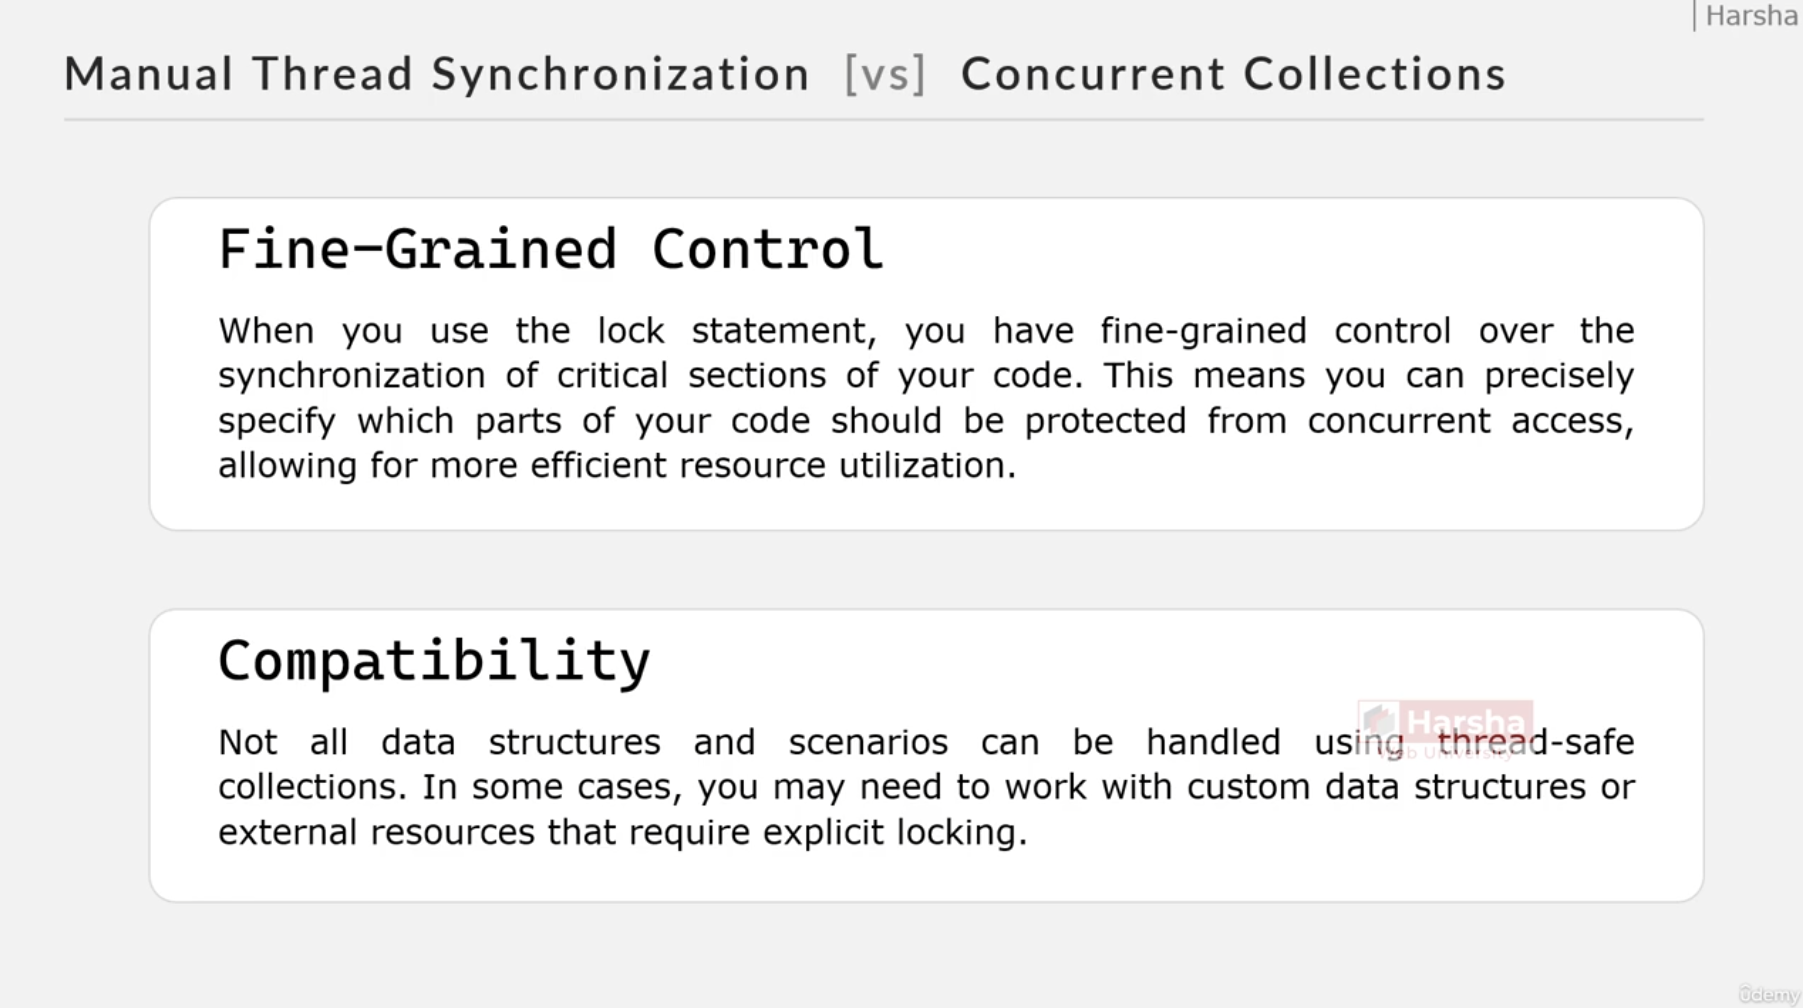 Harsha
Manual Thread Synchronization [vs] Concurrent Collections
Fine-Grained Control
When you use the lock statement, you have fine-grained control over the
synchronization of critical sections of your code. This means you can precisely
specify which parts of your code should be protected from concurrent access,
allowing for more efficient resource utilization.
Compatibility
Harsha
Not all data structures and scenarios can be handled using thread-safe
Web University
collections. In some cases, you may need to work with custom data structures or
external resources that require explicit locking.
ûdemy